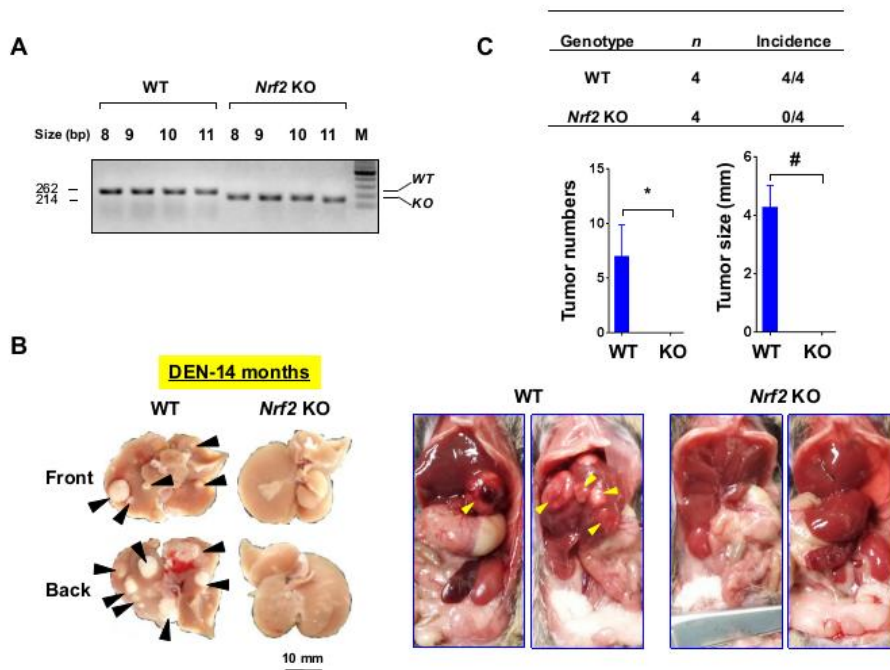 A
WT Nrf2 KO
Size (bp) 8 9 10 11 8 9 10 11 M
262
214
WT
KO
C
Genotype n Incidence
WT 4 4/4
Nrf2 KO 4 0/4
15
10
5
0
Tumor numbers
*
WT KO
6
4
2
0
Tumor size (mm)
#
WT KO
B
DEN-14 months
WT Nrf2 KO
Front
Back
10 mm
WT Nrf2 KO